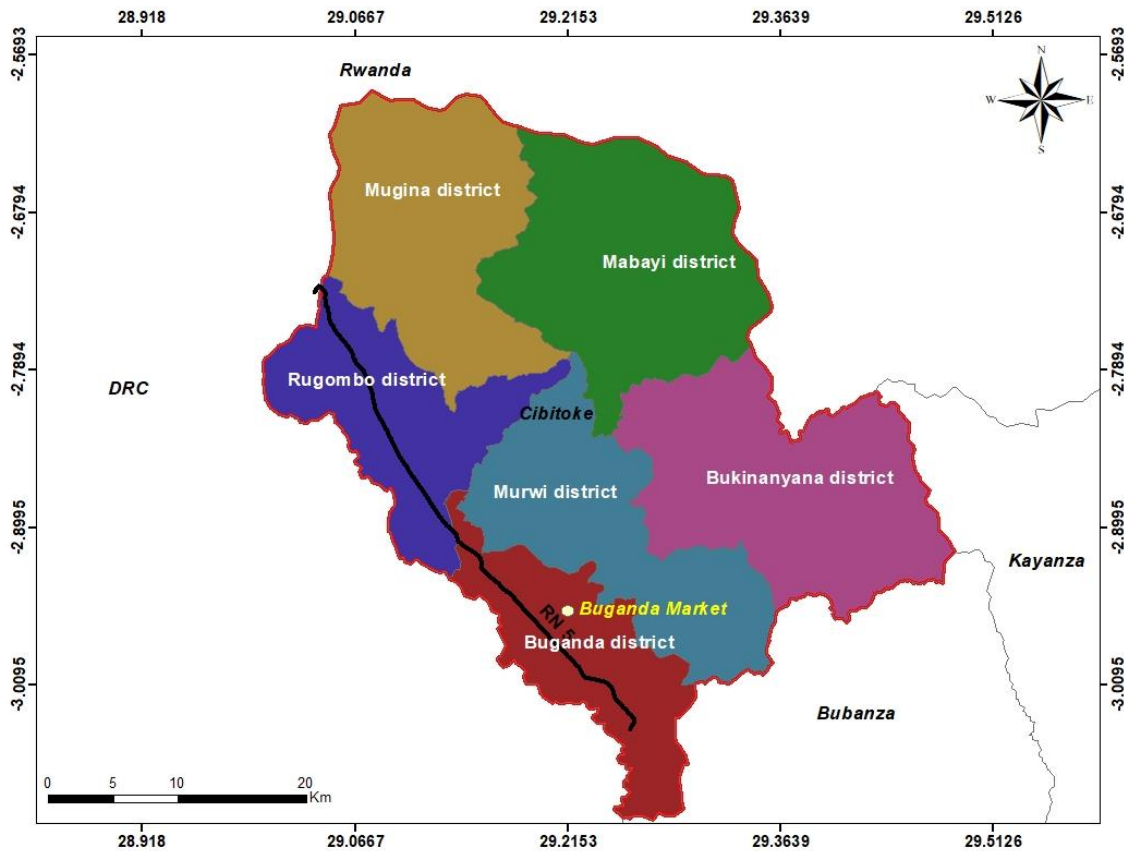 28.918 29.0667 29.2153 29.3639 29.5126
-2.5693 -2.5693
Rwanda
N
W E
S
Mugina district
-2.6794 -2.6794
Mabayi district
-2.7894 -2.7894
DRC
Rugombo district
Cibitoke
Bukinanyana district
Murwi district
-2.8995 -2.8995
Kayanza
Buganda Market
RN 5
Buganda district
-3.0095 -3.0095
Bubanza
0 5 10 20
Km
28.918 29.0667 29.2153 29.3639 29.5126